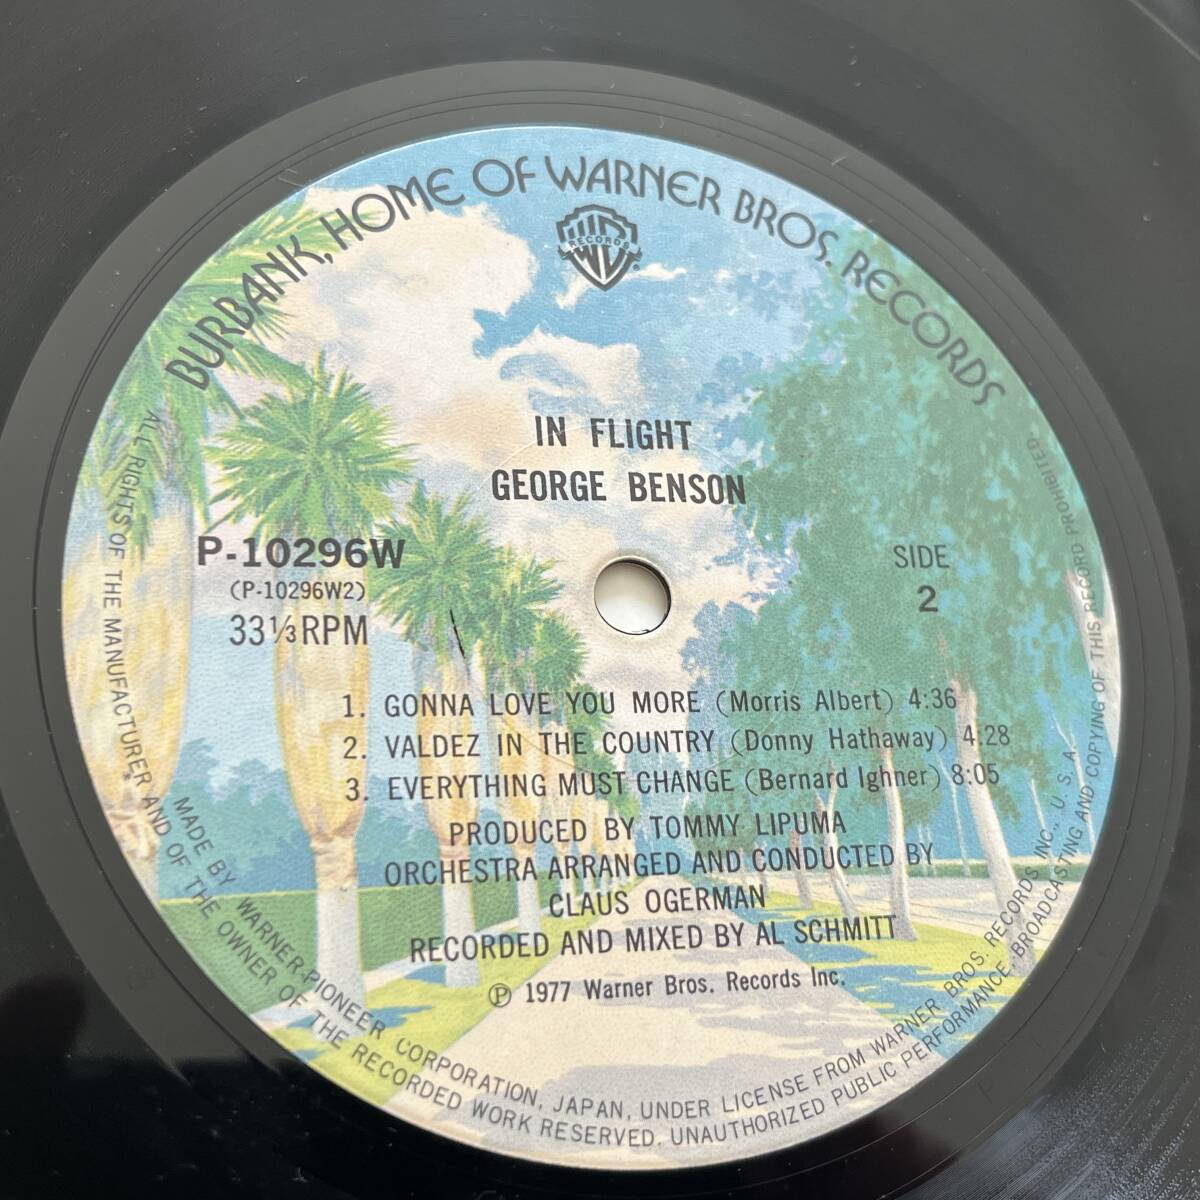 BURBANK, HOME OF WARNER BROS. RECORDS
RECORDS
IN FLIGHT
GEORGE BENSON
P-10296W
(P-10296W2)
33⅓RPM
SIDE
2
1. GONNA LOVE YOU MORE (Morris Albert) 4:36
2. VALDEZ IN THE COUNTRY (Donny Hathaway) 4:28
3. EVERYTHING MUST CHANGE (Bernard Ighner) 8:05
PRODUCED BY TOMMY LIPUMA
ORCHESTRA ARRANGED AND CONDUCTED BY
CLAUS OGERMAN
RECORDED AND MIXED BY AL SCHMITT
Ⓟ 1977 Warner Bros. Records Inc.
MADE BY WARNER-PIONEER CORPORATION, JAPAN, UNDER LICENSE FROM WARNER BROS. RECORDS INC., U.S.A.
ALL RIGHTS OF THE MANUFACTURER AND OF THE OWNER OF THE RECORDED WORK RESERVED. UNAUTHORIZED PUBLIC PERFORMANCE, BROADCASTING AND COPYING OF THIS RECORD PROHIBITED.